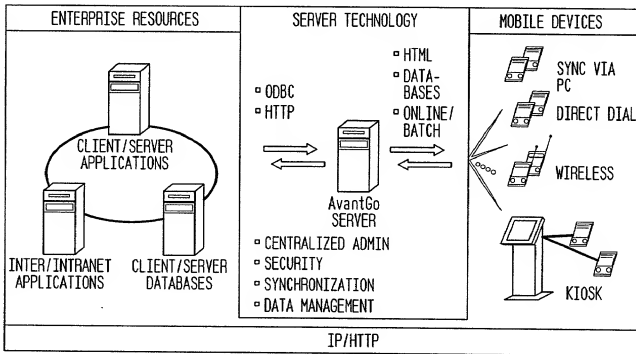 ENTERPRISE RESOURCES
CLIENT/SERVER
APPLICATIONS
INTER/INTRANET
APPLICATIONS
CLIENT/SERVER
DATABASES
SERVER TECHNOLOGY
▫ ODBC
▫ HTTP
▫ HTML
▫ DATA-
BASES
▫ ONLINE/
BATCH
AvantGo
SERVER
▫ CENTRALIZED ADMIN
▫ SECURITY
▫ SYNCHRONIZATION
▫ DATA MANAGEMENT
MOBILE DEVICES
SYNC VIA
PC
DIRECT DIAL
WIRELESS
KIOSK
IP/HTTP